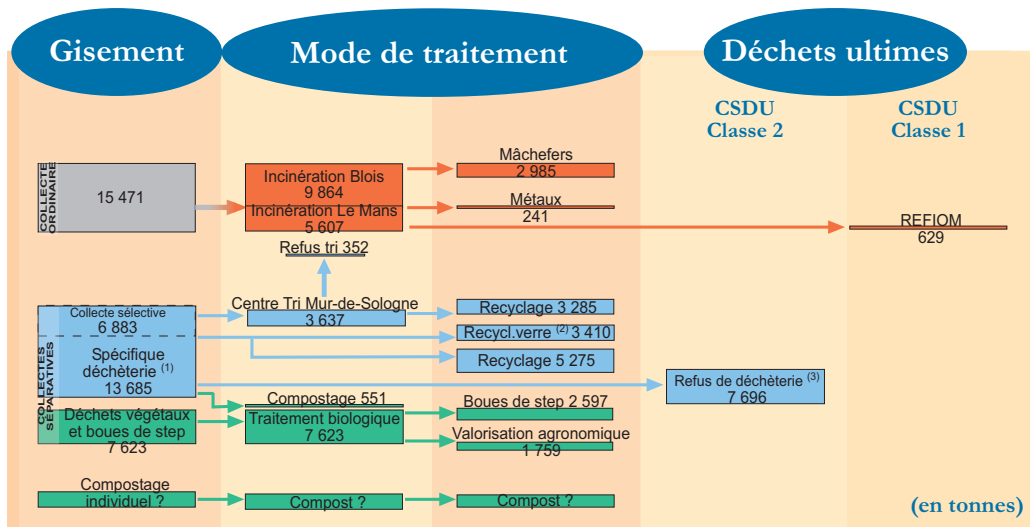 Gisement
Mode de traitement
Déchets ultimes
CSDU
Classe 2
CSDU
Classe 1
COLLECTE
ORDINAIRE
15 471
Incinération Blois
9 864
Incinération Le Mans
5 607
Mâchefers
2 985
Métaux
241
REFIOM
629
Refus tri 352
COLLECTES
SÉPARATIVES
Collecte sélective
6 883
Centre Tri Mur-de-Sologne
3 637
Recyclage 3 285
Recycl.verre (2) 3 410
Recyclage 5 275
Spécifique
déchèterie (1)
13 685
Refus de déchèterie (3)
7 696
Compostage 551
Déchets végétaux
et boues de step
7 623
Traitement biologique
7 623
Boues de step 2 597
Valorisation agronomique
1 759
Compostage
individuel ?
Compost ?
Compost ?
(en tonnes)